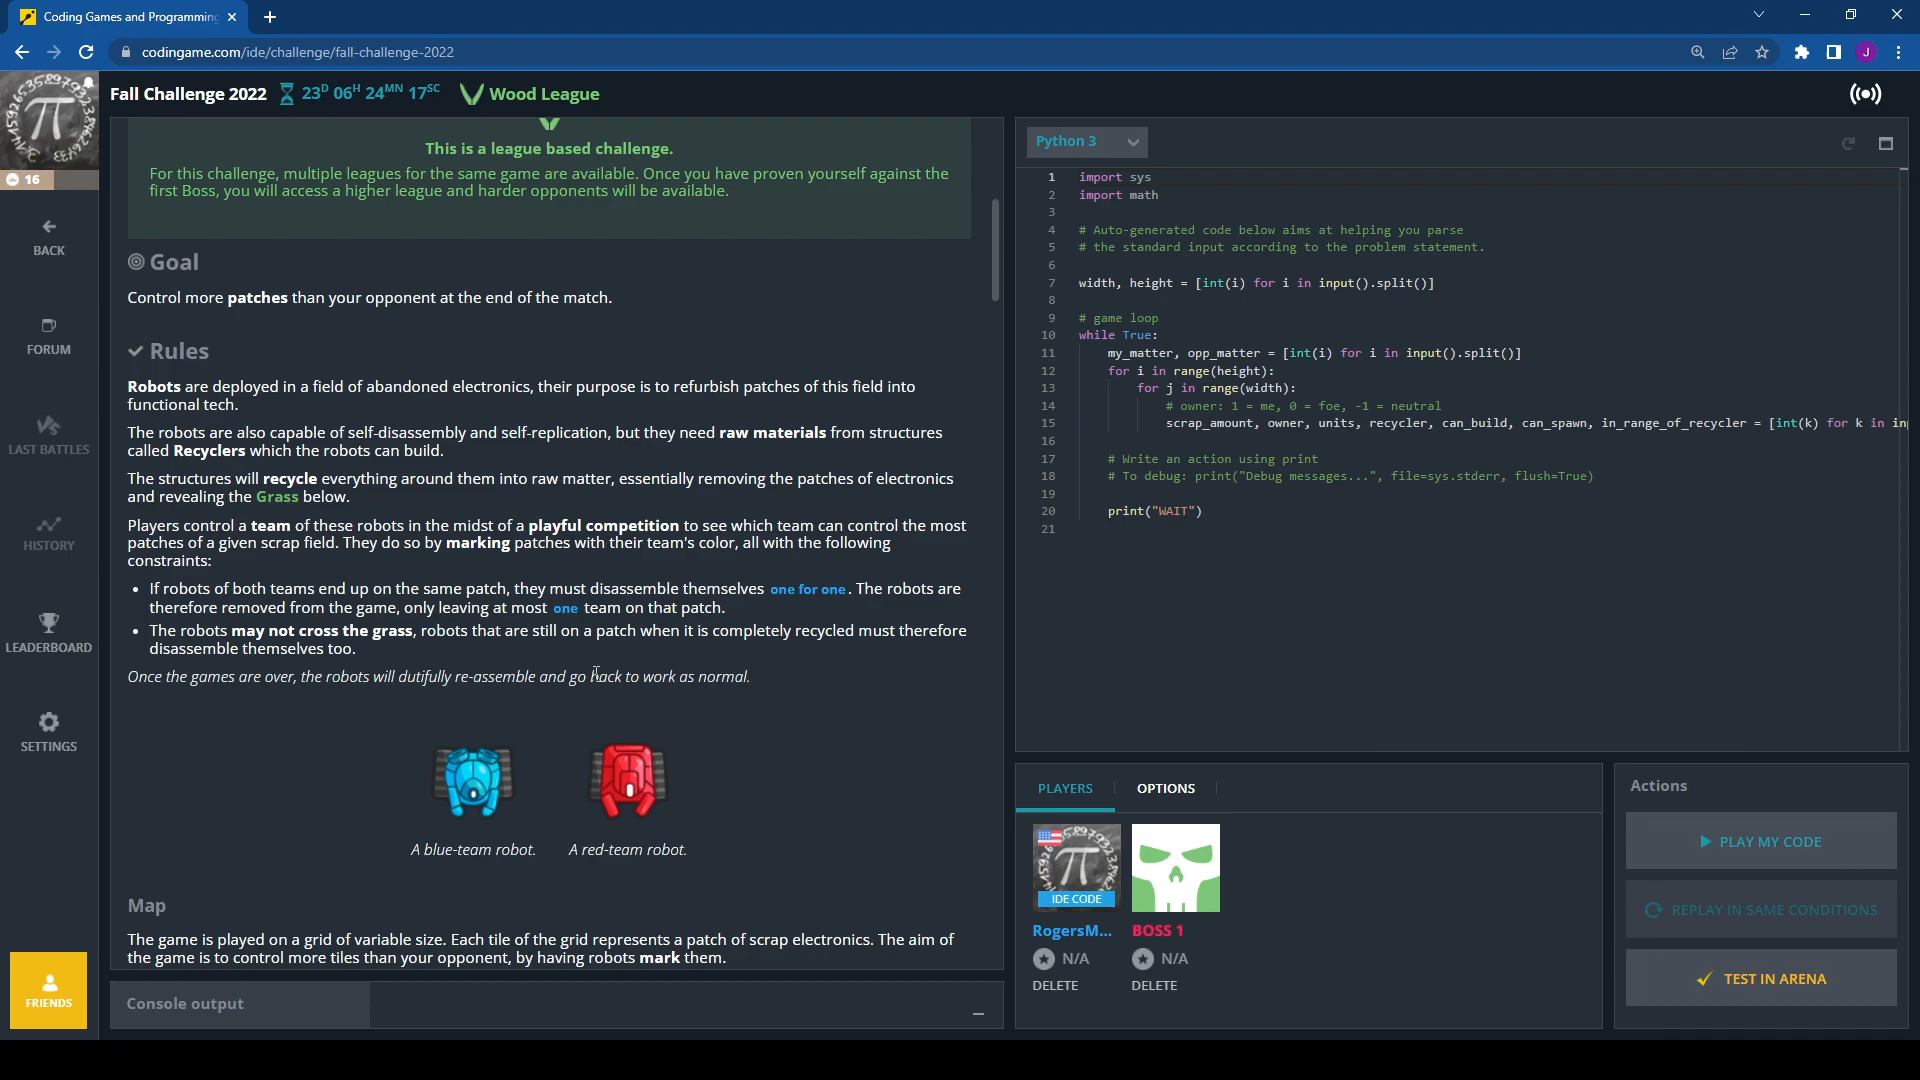 Coding Games and Programming
codingame.com/ide/challenge/fall-challenge-2022
J
Fall Challenge 2022
23D 06H 24MN 17SC
Wood League
16
BACK
FORUM
LAST BATTLES
HISTORY
LEADERBOARD
SETTINGS
FRIENDS
This is a league based challenge.
For this challenge, multiple leagues for the same game are available. Once you have proven yourself against the
first Boss, you will access a higher league and harder opponents will be available.
Goal
Control more patches than your opponent at the end of the match.
Rules
Robots are deployed in a field of abandoned electronics, their purpose is to refurbish patches of this field into
functional tech.
The robots are also capable of self-disassembly and self-replication, but they need raw materials from structures
called Recyclers which the robots can build.
The structures will recycle everything around them into raw matter, essentially removing the patches of electronics
and revealing the Grass below.
Players control a team of these robots in the midst of a playful competition to see which team can control the most
patches of a given scrap field. They do so by marking patches with their team's color, all with the following
constraints:
• If robots of both teams end up on the same patch, they must disassemble themselves one for one. The robots are
therefore removed from the game, only leaving at most one team on that patch.
• The robots may not cross the grass, robots that are still on a patch when it is completely recycled must therefore
disassemble themselves too.
Once the games are over, the robots will dutifully re-assemble and go back to work as normal.
A blue-team robot.
A red-team robot.
Map
The game is played on a grid of variable size. Each tile of the grid represents a patch of scrap electronics. The aim of
the game is to control more tiles than your opponent, by having robots mark them.
Console output
Python 3
1 import sys
2 import math
3
4 # Auto-generated code below aims at helping you parse
5 # the standard input according to the problem statement.
6
7 width, height = [int(i) for i in input().split()]
8
9 # game loop
10 while True:
11 my_matter, opp_matter = [int(i) for i in input().split()]
12 for i in range(height):
13 for j in range(width):
14 # owner: 1 = me, 0 = foe, -1 = neutral
15 scrap_amount, owner, units, recycler, can_build, can_spawn, in_range_of_recycler = [int(k) for k in in
16
17 # Write an action using print
18 # To debug: print("Debug messages...", file=sys.stderr, flush=True)
19
20 print("WAIT")
21
PLAYERS
OPTIONS
IDE CODE
RogersM...
N/A
DELETE
BOSS 1
N/A
DELETE
Actions
PLAY MY CODE
REPLAY IN SAME CONDITIONS
TEST IN ARENA